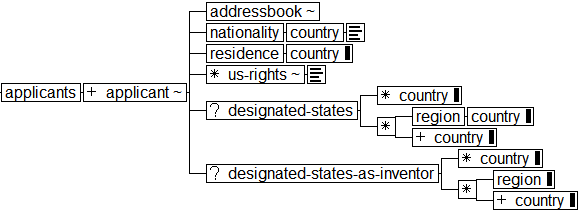 addressbook ~
nationality country
residence country
* us-rights ~
applicants + applicant ~
? designated-states
* country
* region country
+ country
? designated-states-as-inventor
* country
* region
+ country